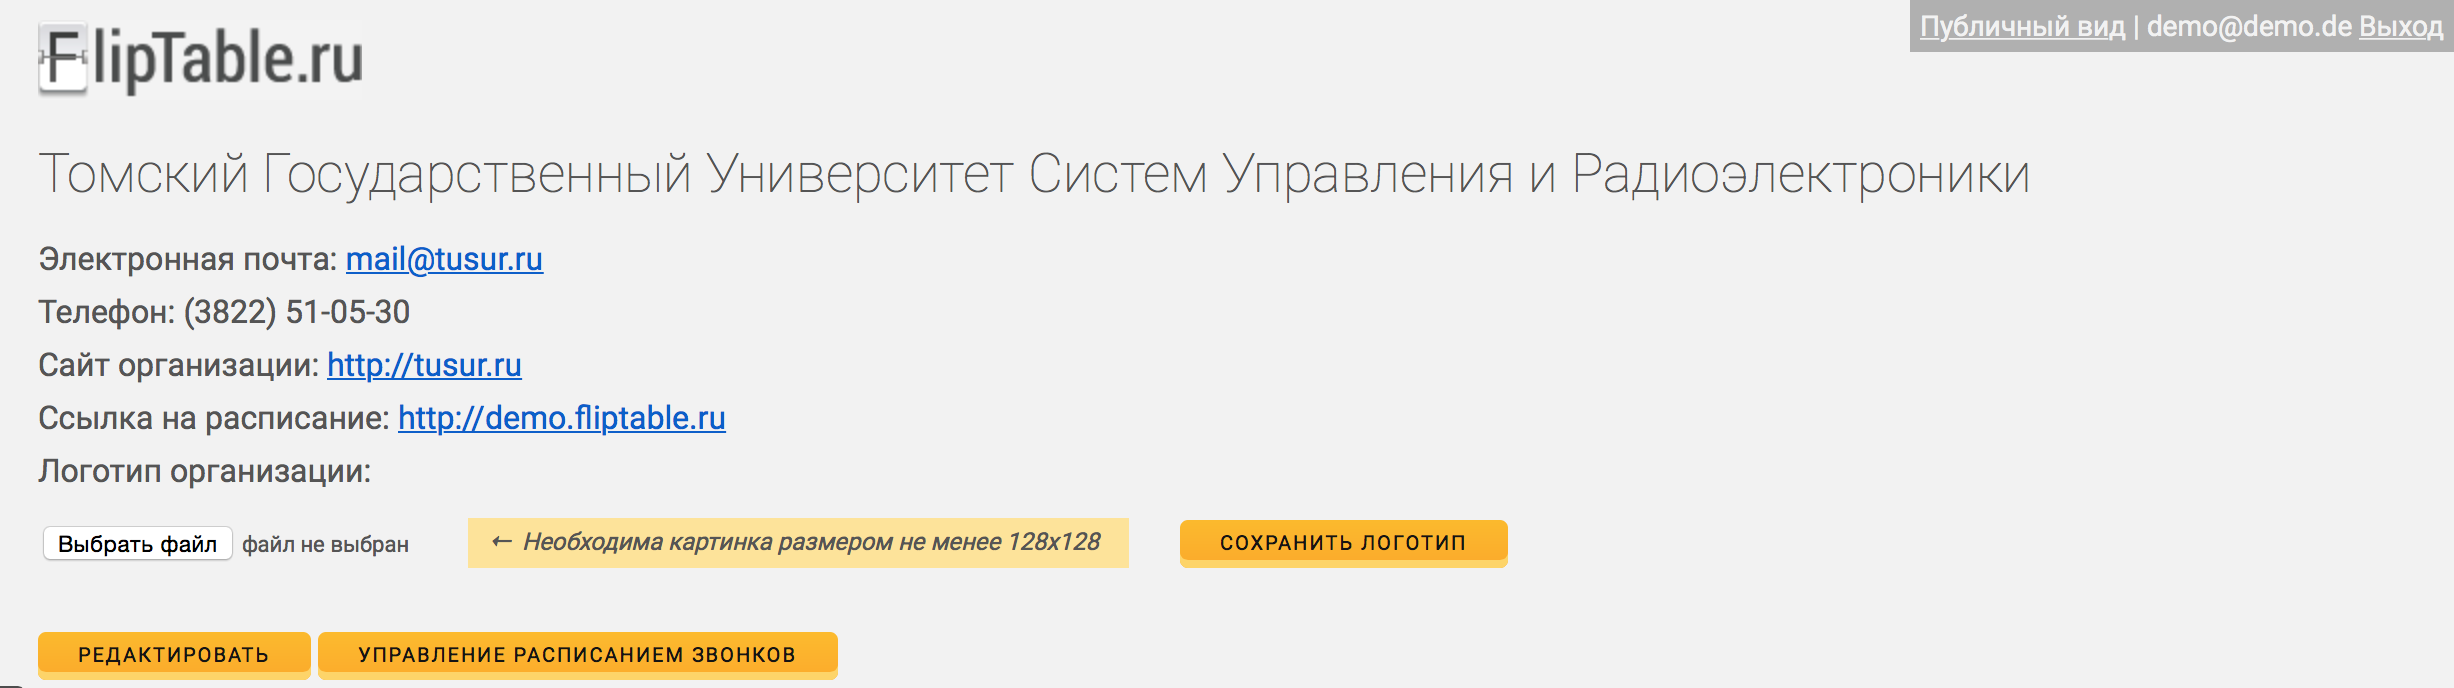 FlipTable.ru
Публичный вид | demo@demo.de Выход
Томский Государственный Университет Систем Управления и Радиоэлектроники
Электронная почта: mail@tusur.ru
Телефон: (3822) 51-05-30
Сайт организации: http://tusur.ru
Ссылка на расписание: http://demo.fliptable.ru
Логотип организации:
Выбрать файл файл не выбран ← Необходима картинка размером не менее 128x128 СОХРАНИТЬ ЛОГОТИП
РЕДАКТИРОВАТЬ УПРАВЛЕНИЕ РАСПИСАНИЕМ ЗВОНКОВ